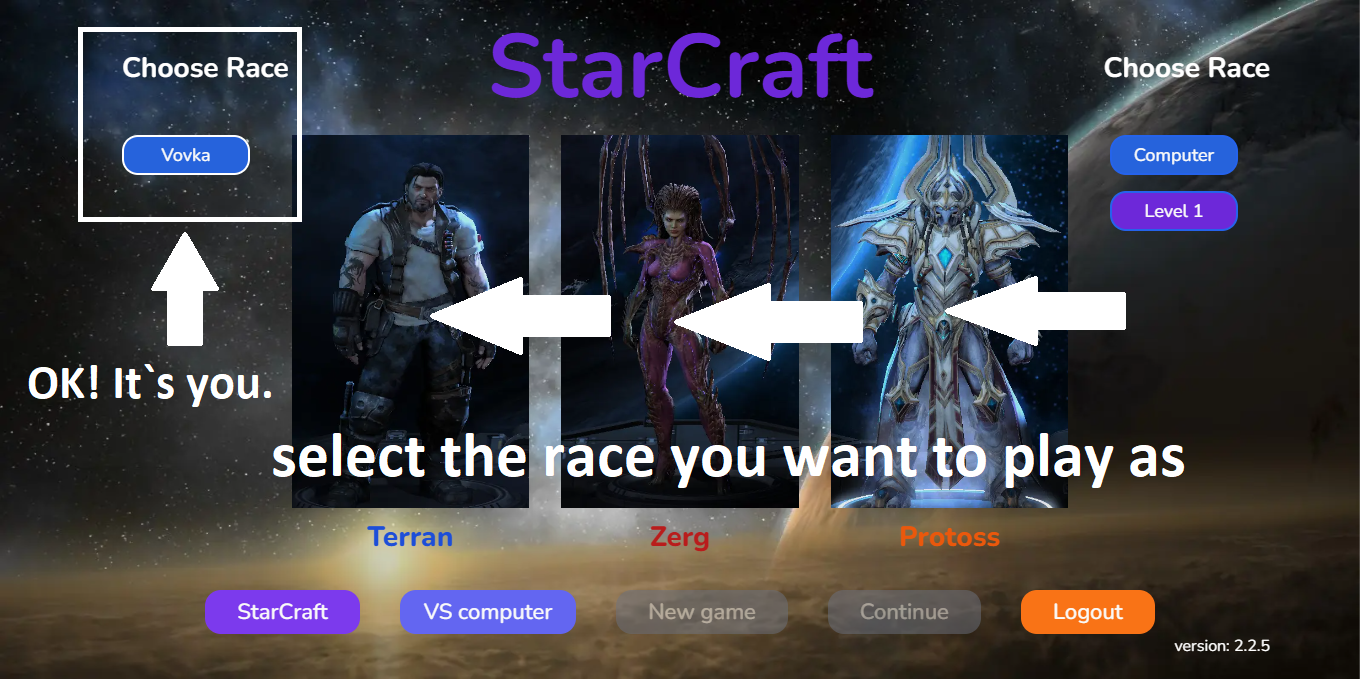 StarCraft
Choose Race
Choose Race
Vovka
Computer
Level 1
OK! It`s you.
select the race you want to play as
Terran
Zerg
Protoss
StarCraft
VS computer
New game
Continue
Logout
version: 2.2.5